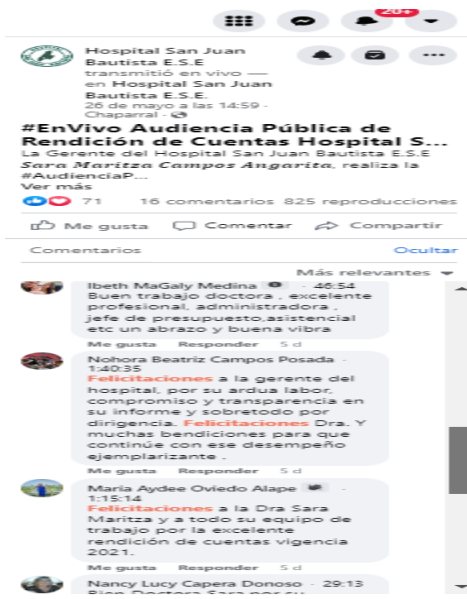 20+
Hospital San Juan
Bautista E.S.E
transmitió en vivo —
en Hospital San Juan
Bautista E.S.E.
26 de mayo a las 14:59 ·
Chaparral ·
#EnVivo Audiencia Pública de
Rendición de Cuentas Hospital S...
La Gerente del Hospital San Juan Bautista E.S.E
Sara Maritza Campos Angarita, realiza la
#AudienciaP...
Ver más
71 16 comentarios 825 reproducciones
Me gusta Comentar Compartir
Comentarios Ocultar
Más relevantes
Ibeth MaGaly Medina · 46:54
Buen trabajo doctora , excelente
profesional, administradora ,
jefe de presupuesto,asistencial
etc un abrazo y buena vibra
Me gusta Responder 5 d
Nohora Beatriz Campos Posada ·
1:40:35
Felicitaciones a la gerente del
hospital, por su ardua labor,
compromiso y transparencia en
su informe y sobretodo por
dirigencia. Felicitaciones Dra. Y
muchas bendiciones para que
continúe con ese desempeño
ejemplarizante .
Me gusta Responder 5 d
María Aydee Oviedo Alape ·
1:15:14
Felicitaciones a la Dra Sara
Maritza y a todo su equipo de
trabajo por la excelente
rendición de cuentas vigencia
2021.
Me gusta Responder 5 d
Nancy Lucy Capera Donoso · 29:13
Bien Doctora Sara por su